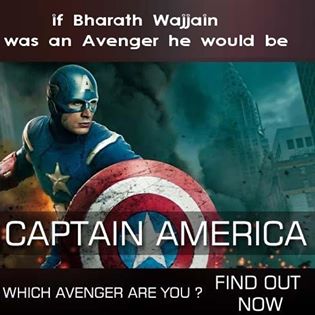 if Bharath Wajjain
was an Avenger he would be
CAPTAIN AMERICA
WHICH AVENGER ARE YOU ?
FIND OUT
NOW